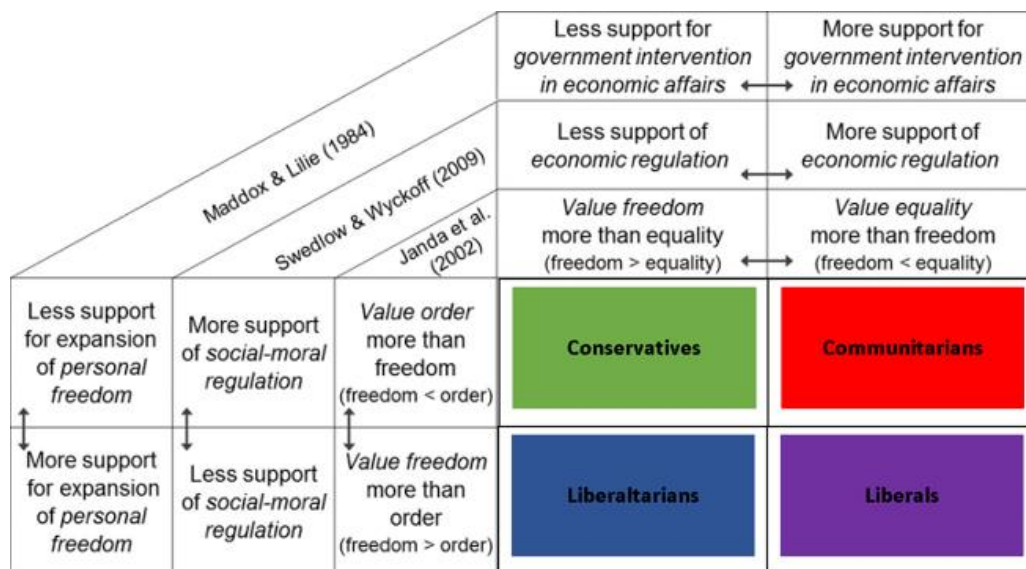 Less support for
government intervention
in economic affairs
More support for
government intervention
in economic affairs
Maddox & Lilie (1984)
Less support of
economic regulation
More support of
economic regulation
Swedlow & Wyckoff (2009)
Janda et al.
(2002)
Value freedom
more than equality
(freedom > equality)
Value equality
more than freedom
(freedom < equality)
Less support
for expansion
of personal
freedom
More support
of social-moral
regulation
Value order
more than
freedom
(freedom < order)
Conservatives
Communitarians
More support
for expansion
of personal
freedom
Less support
of social-moral
regulation
Value freedom
more than
order
(freedom > order)
Liberaltarians
Liberals